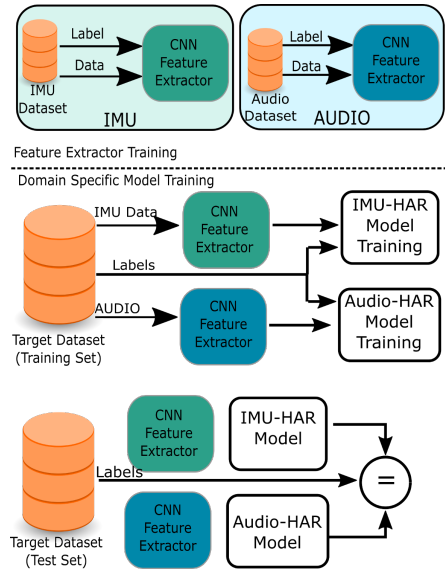 Label
Data
CNN
Feature
Extractor
IMU
Dataset
IMU
Label
Data
CNN
Feature
Extractor
Audio
Dataset
AUDIO
Feature Extractor Training
Domain Specific Model Training
IMU Data
CNN
Feature
Extractor
IMU-HAR
Model
Training
Labels
AUDIO
CNN
Feature
Extractor
Audio-HAR
Model
Training
Target Dataset
(Training Set)
CNN
Feature
Extractor
IMU-HAR
Model
Labels
=
CNN
Feature
Extractor
Audio-HAR
Model
Target Dataset
(Test Set)